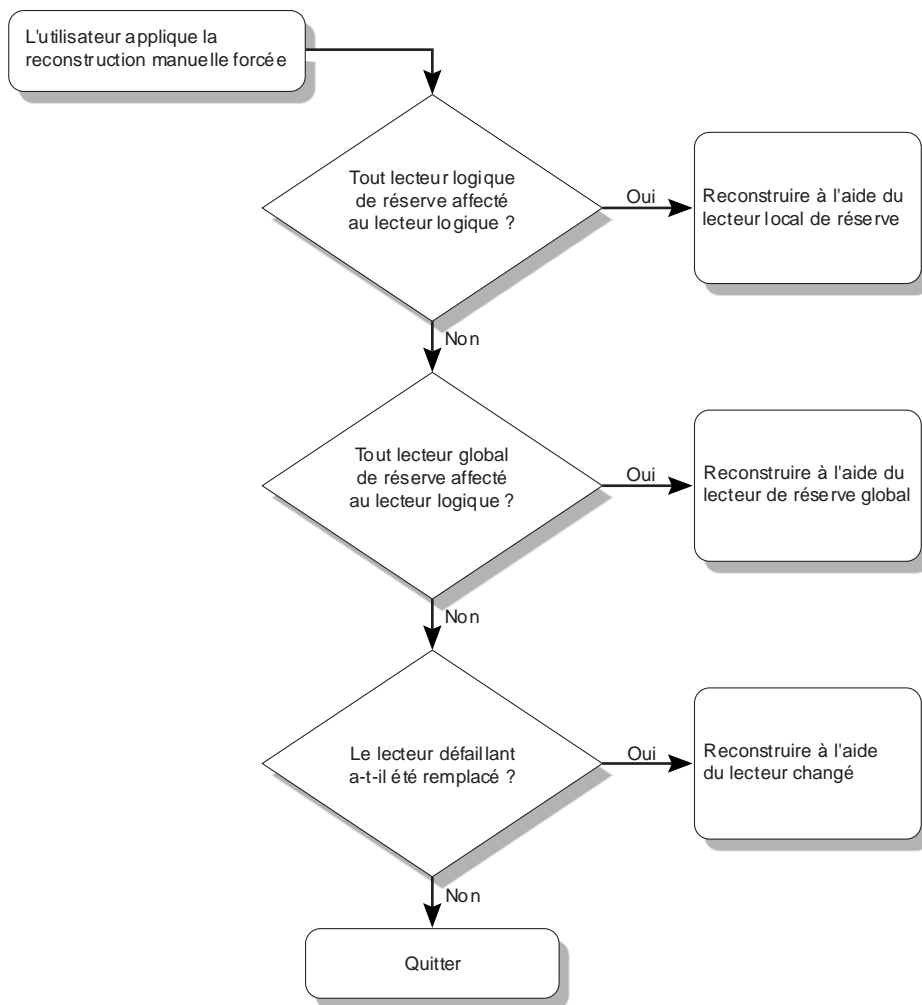 L'utilisateur applique la
reconstruction manuelle forcée
Tout lecteur logique
de réserve affecté
au lecteur logique ?
Oui
Reconstruire à l'aide du
lecteur local de réserve
Non
Tout lecteur global
de réserve affecté
au lecteur logique ?
Oui
Reconstruire à l'aide du
lecteur de réserve global
Non
Le lecteur défaillant
a-t-il été remplacé ?
Oui
Reconstruire à l'aide
du lecteur changé
Non
Quitter